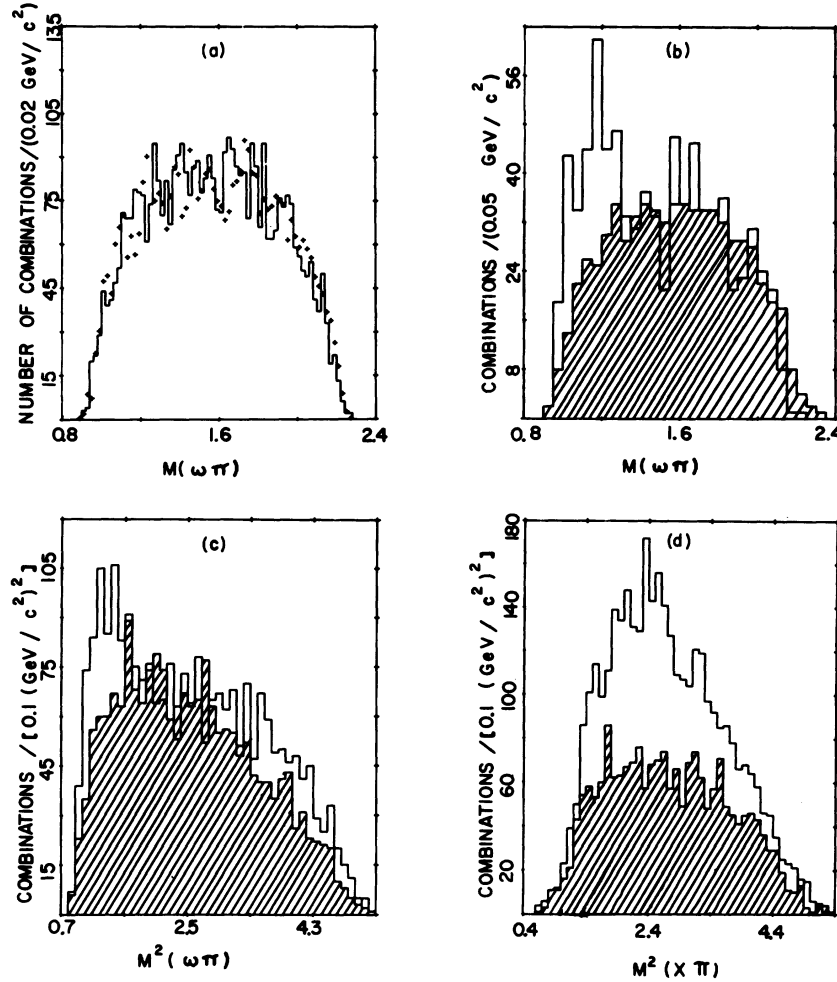 (a)
NUMBER OF COMBINATIONS/(0.02 GeV/ c²)
135
105
75
45
15
0.8
1.6
2.4
M(ωπ)
(b)
COMBINATIONS /(0.05 GeV/ c²)
56
40
24
8
0.8
1.6
2.4
M(ωπ)
(c)
COMBINATIONS /[0.1 (GeV / c²)²]
105
75
45
15
0.7
2.5
4.3
M²(ωπ)
(d)
COMBINATIONS /[0.1 (GeV / c²)²]
180
140
100
60
20
0.4
2.4
4.4
M²(Xπ)